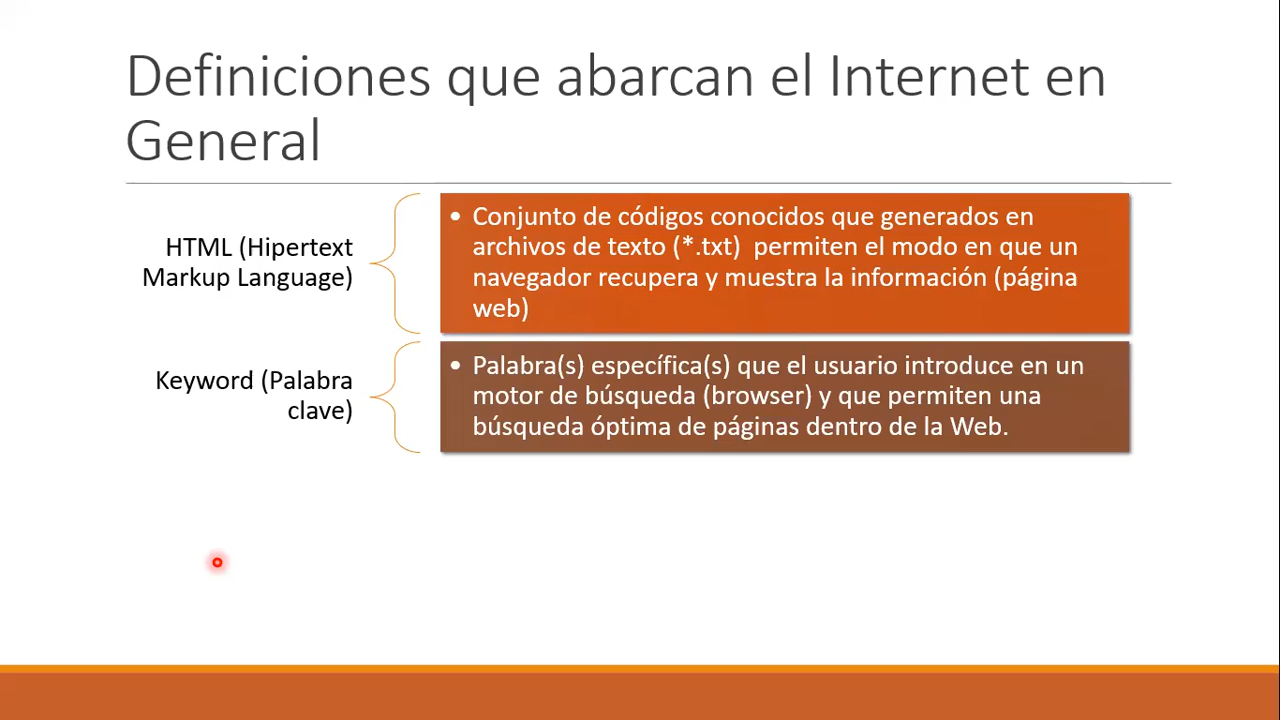 Definiciones que abarcan el Internet en
General
HTML (Hipertext
Markup Language)
• Conjunto de códigos conocidos que generados en
archivos de texto (*.txt)  permiten el modo en que un
navegador recupera y muestra la información (página
web)
Keyword (Palabra
clave)
• Palabra(s) específica(s) que el usuario introduce en un
motor de búsqueda (browser) y que permiten una
búsqueda óptima de páginas dentro de la Web.